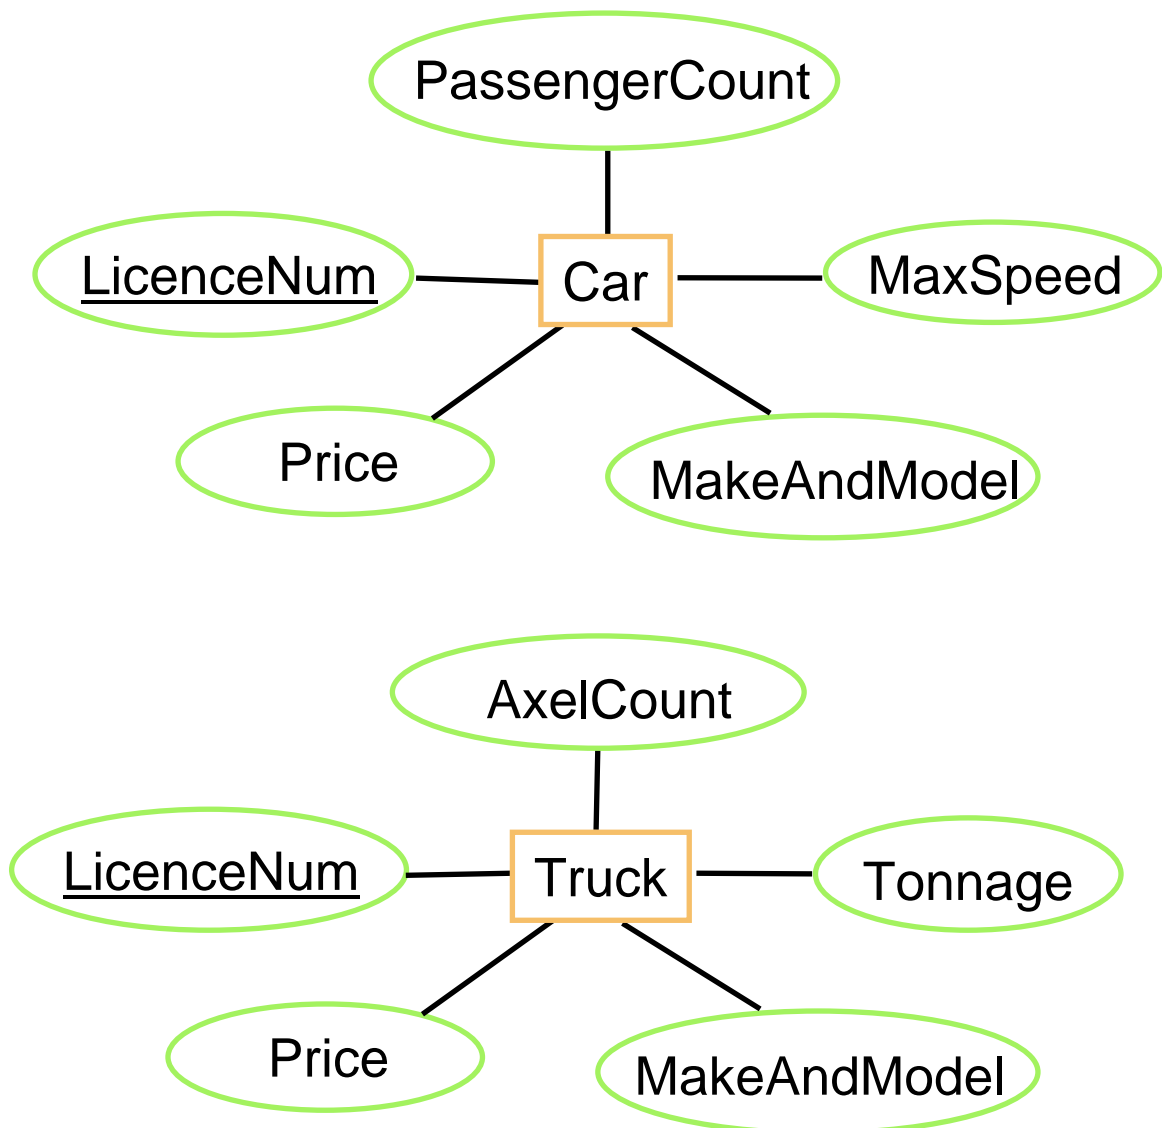 PassengerCount
LicenceNum
Car
MaxSpeed
Price
MakeAndModel
AxelCount
LicenceNum
Truck
Tonnage
Price
MakeAndModel